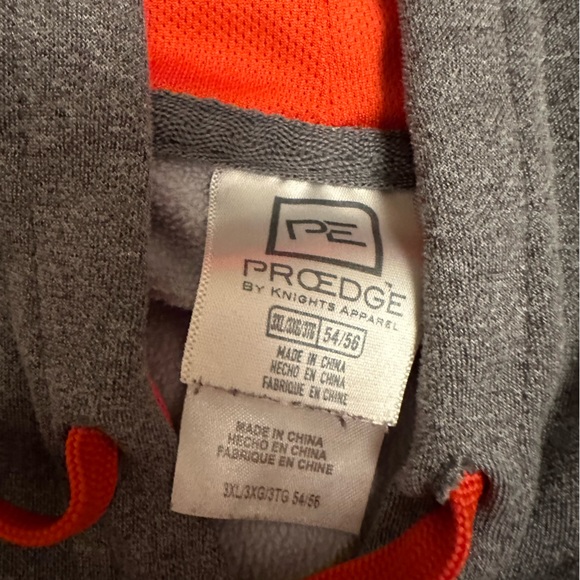 PE
PROEDGE
BY KNIGHTS APPAREL
3XL/3XG/3TG 54/56
MADE IN CHINA
HECHO EN CHINA
FABRIQUE EN CHINE
MADE IN CHINA
HECHO EN CHINA
FABRIQUE EN CHINE
3XL/3XG/3TG 54/56